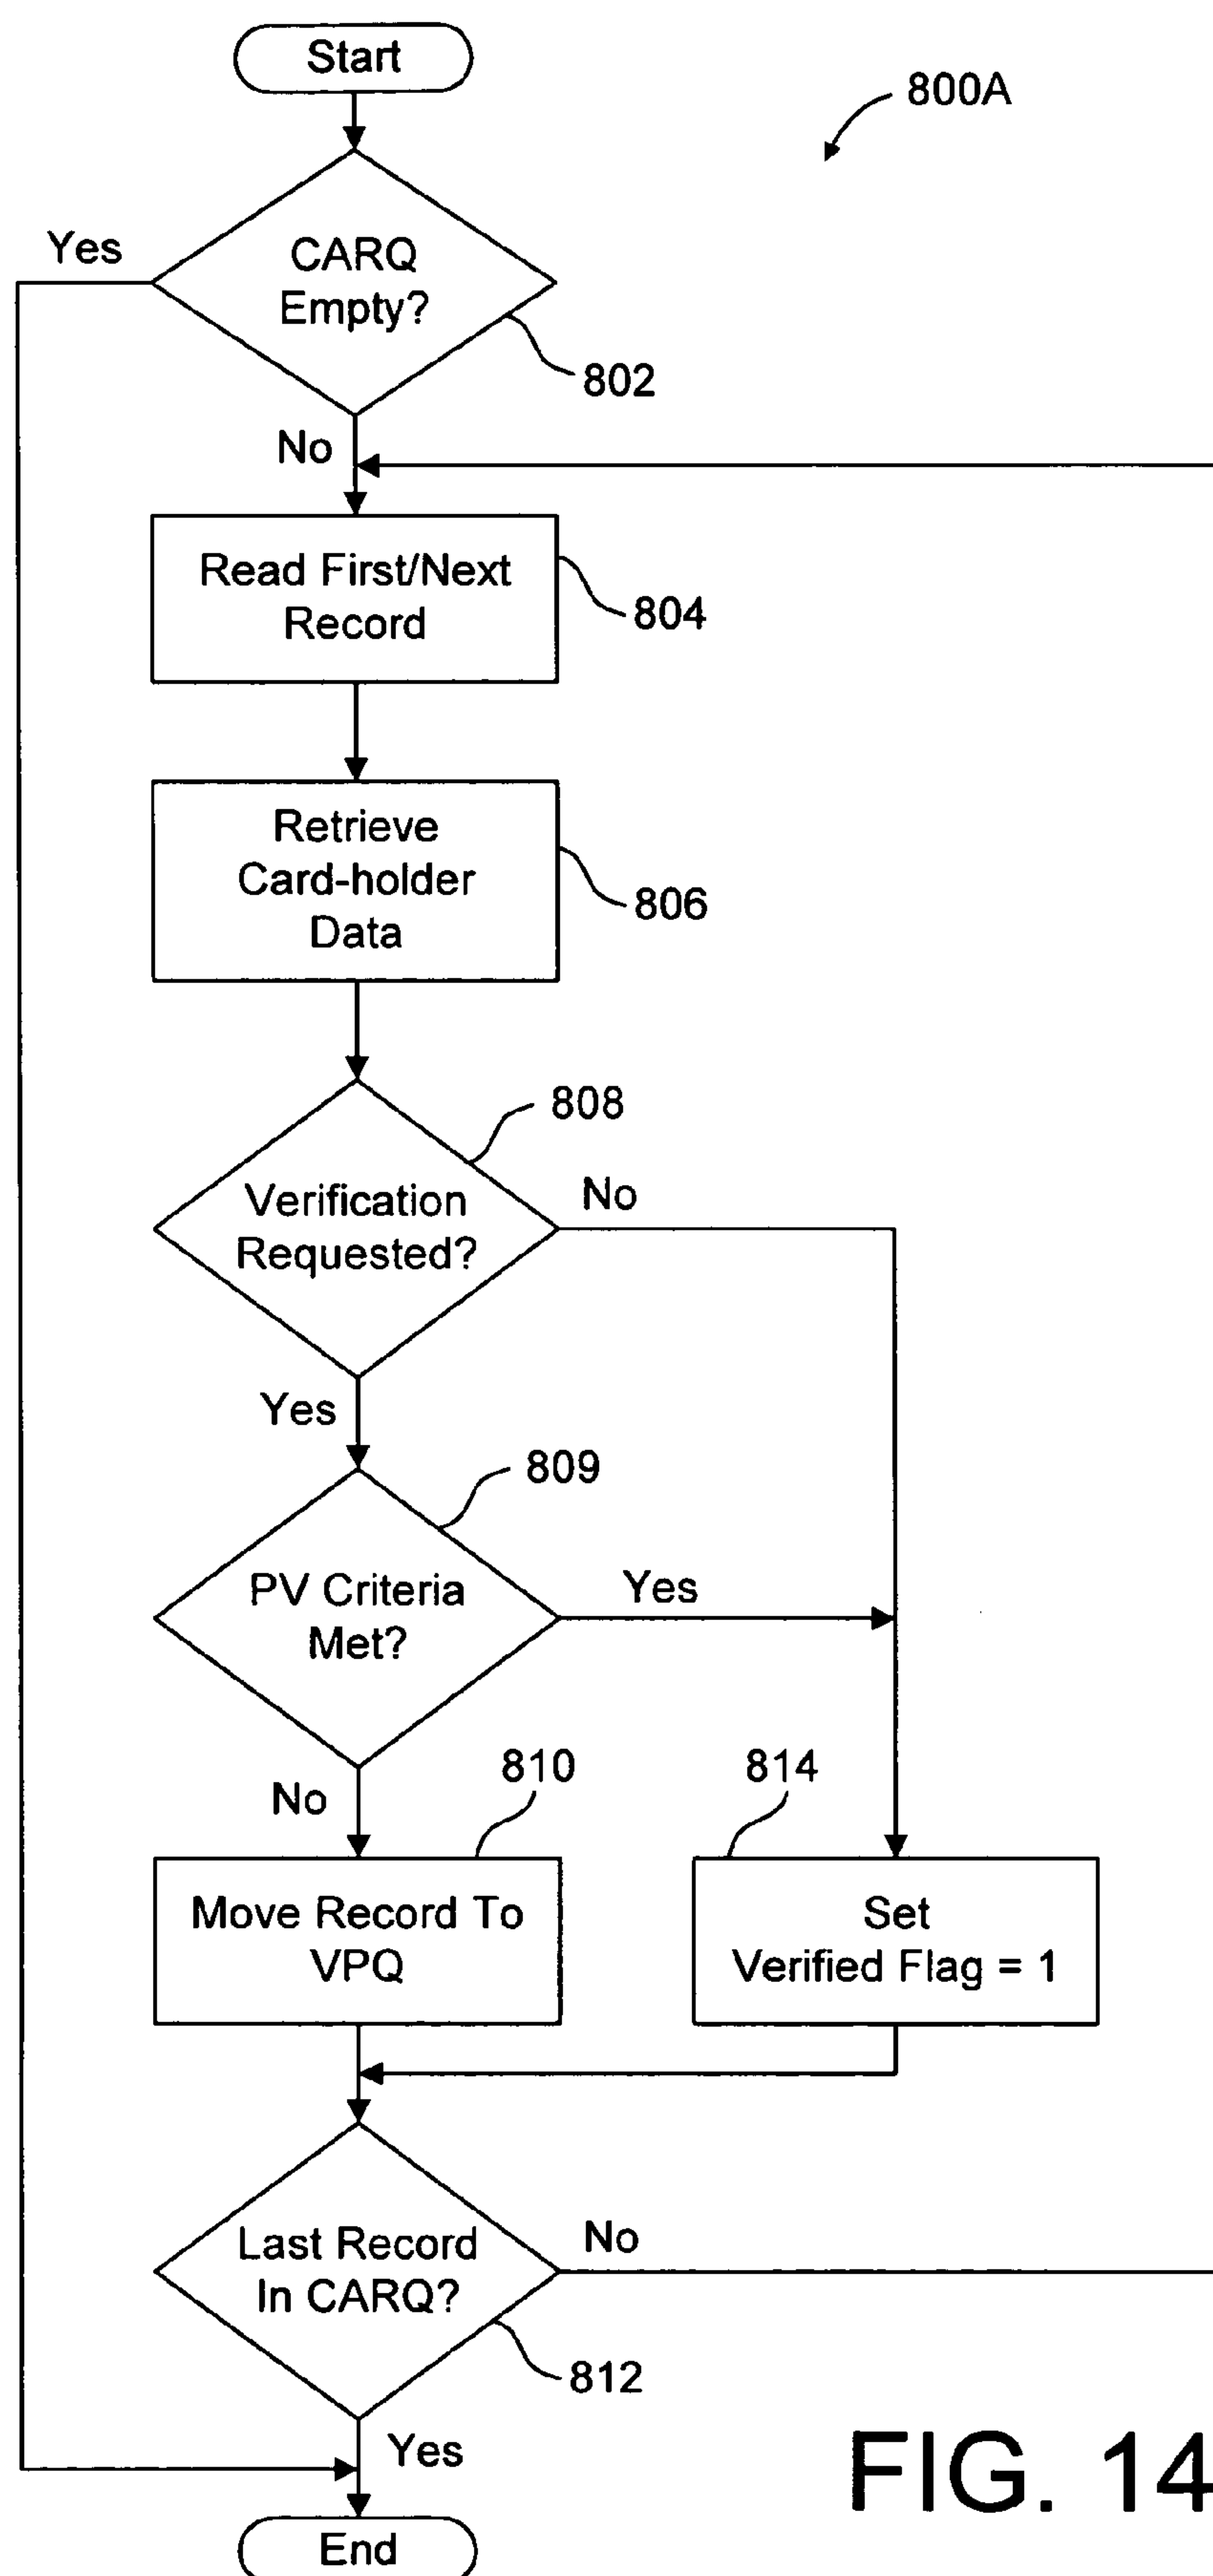 Start
800A
Yes
CARQ
Empty?
802
No
Read First/Next
Record
804
Retrieve
Card-holder
Data
806
808
Verification
Requested?
No
Yes
809
PV Criteria
Met?
Yes
No
810
814
Move Record To
VPQ
Set
Verified Flag = 1
Last Record
In CARQ?
No
812
Yes
End
FIG. 14